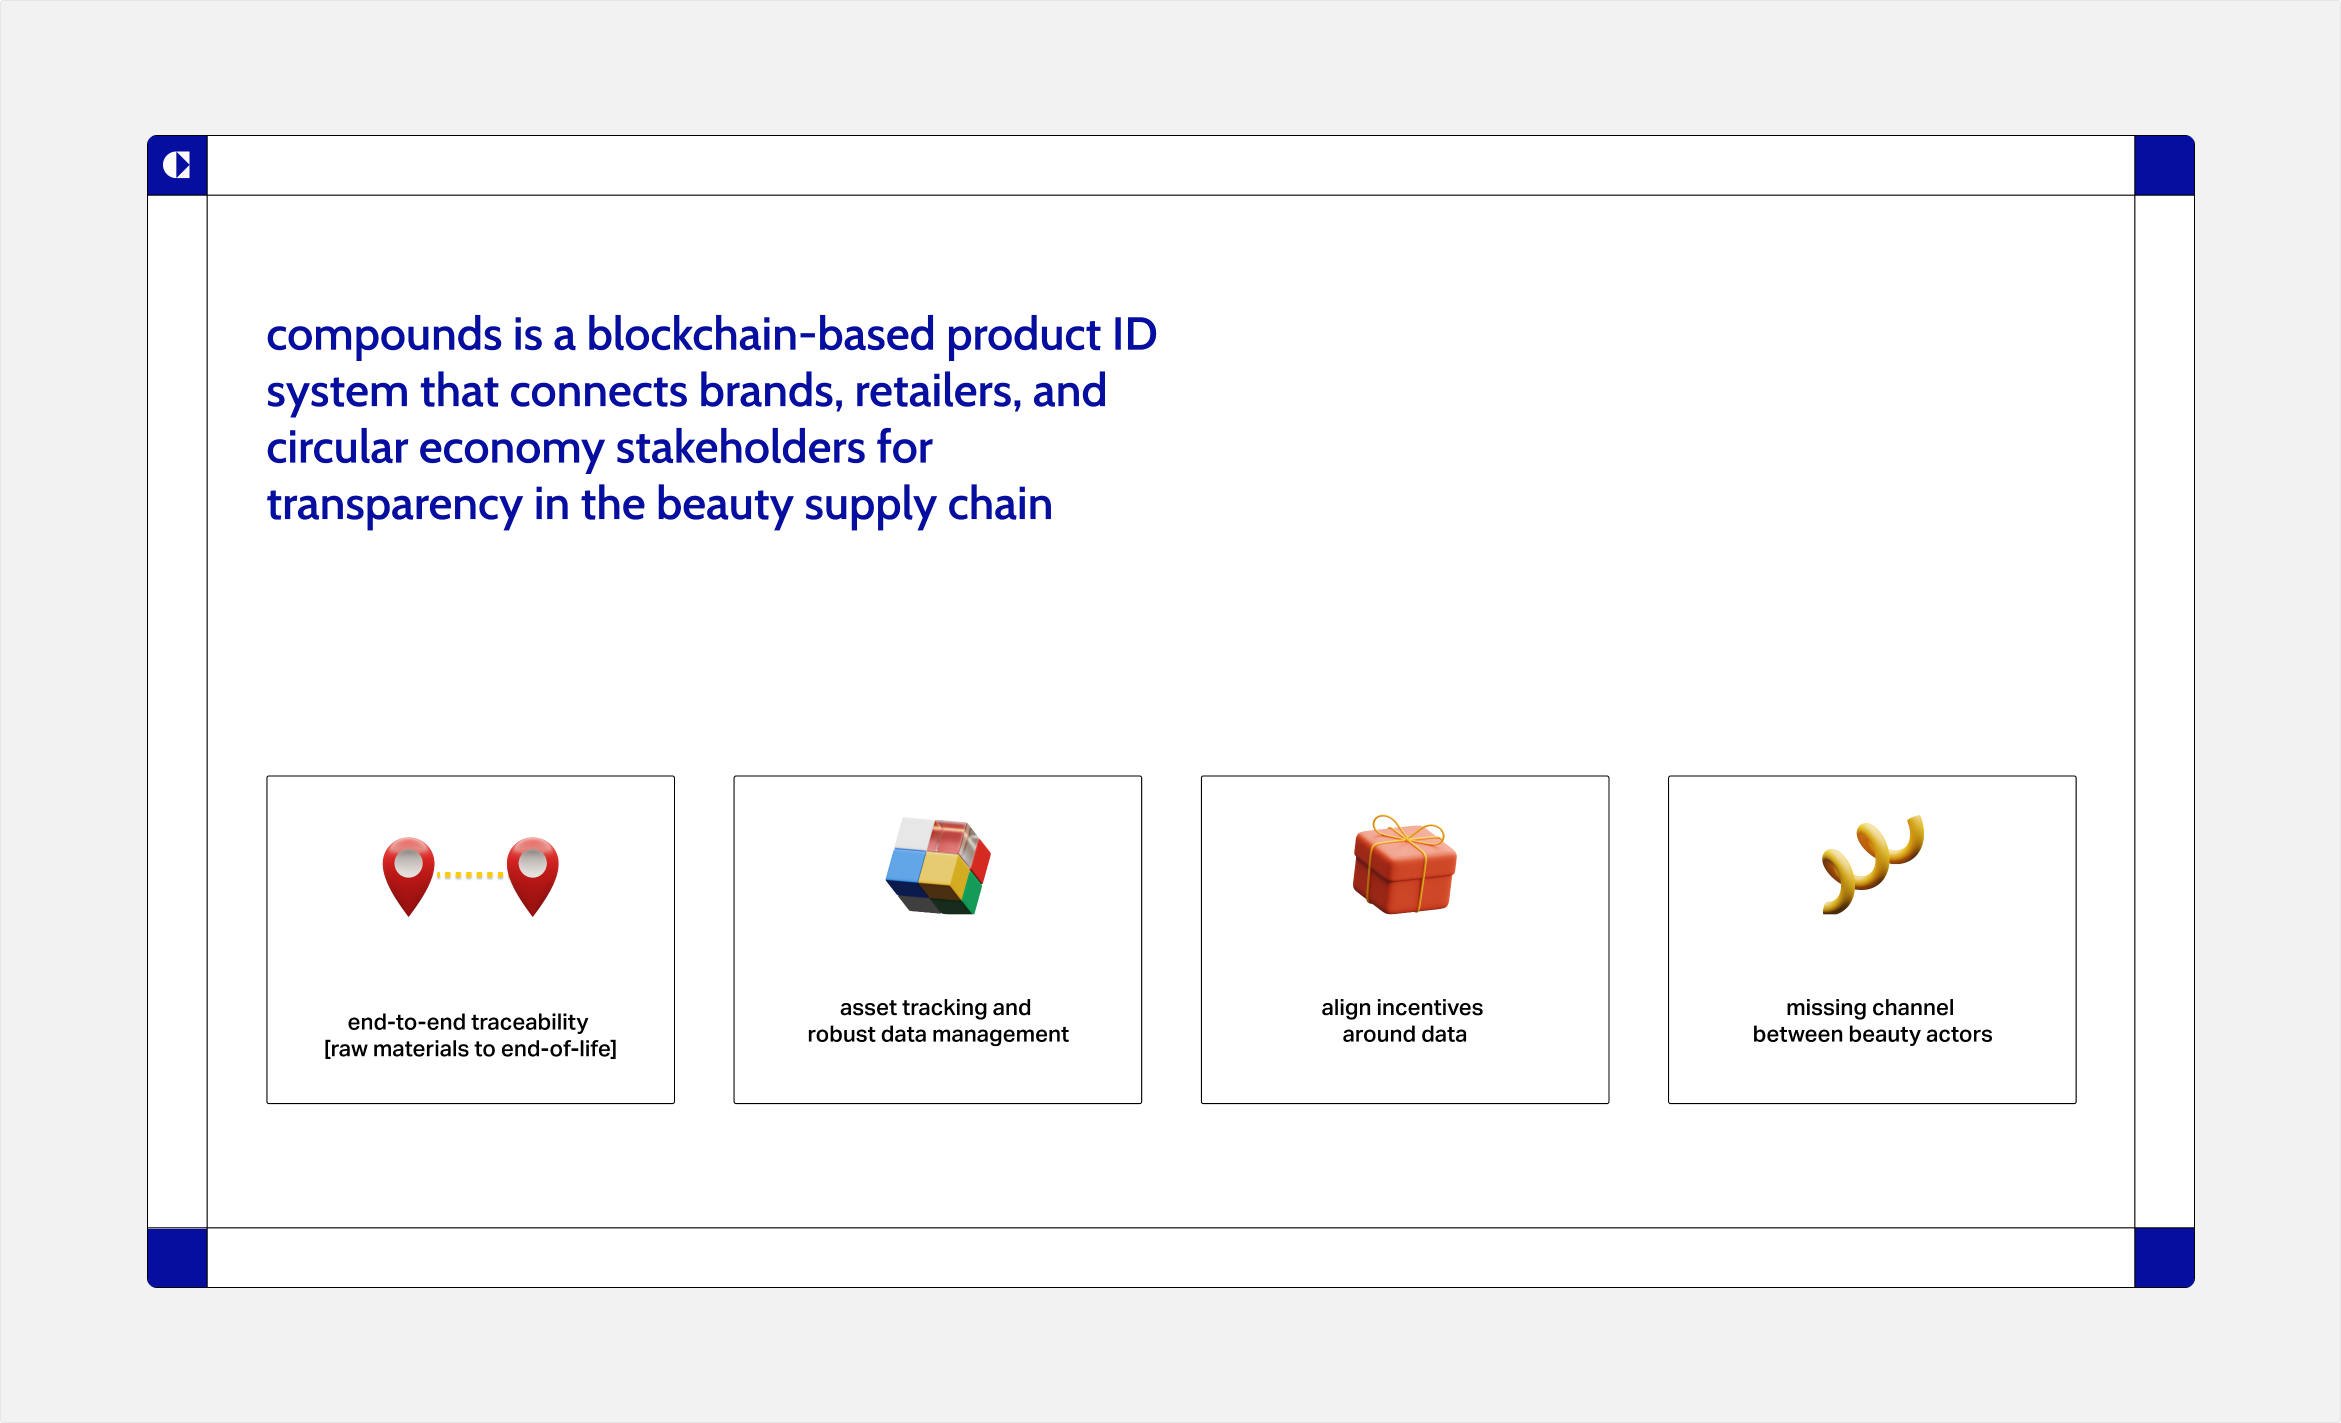 compounds is a blockchain-based product ID
system that connects brands, retailers, and
circular economy stakeholders for
transparency in the beauty supply chain
end-to-end traceability
[raw materials to end-of-life]
asset tracking and
robust data management
align incentives
around data
missing channel
between beauty actors